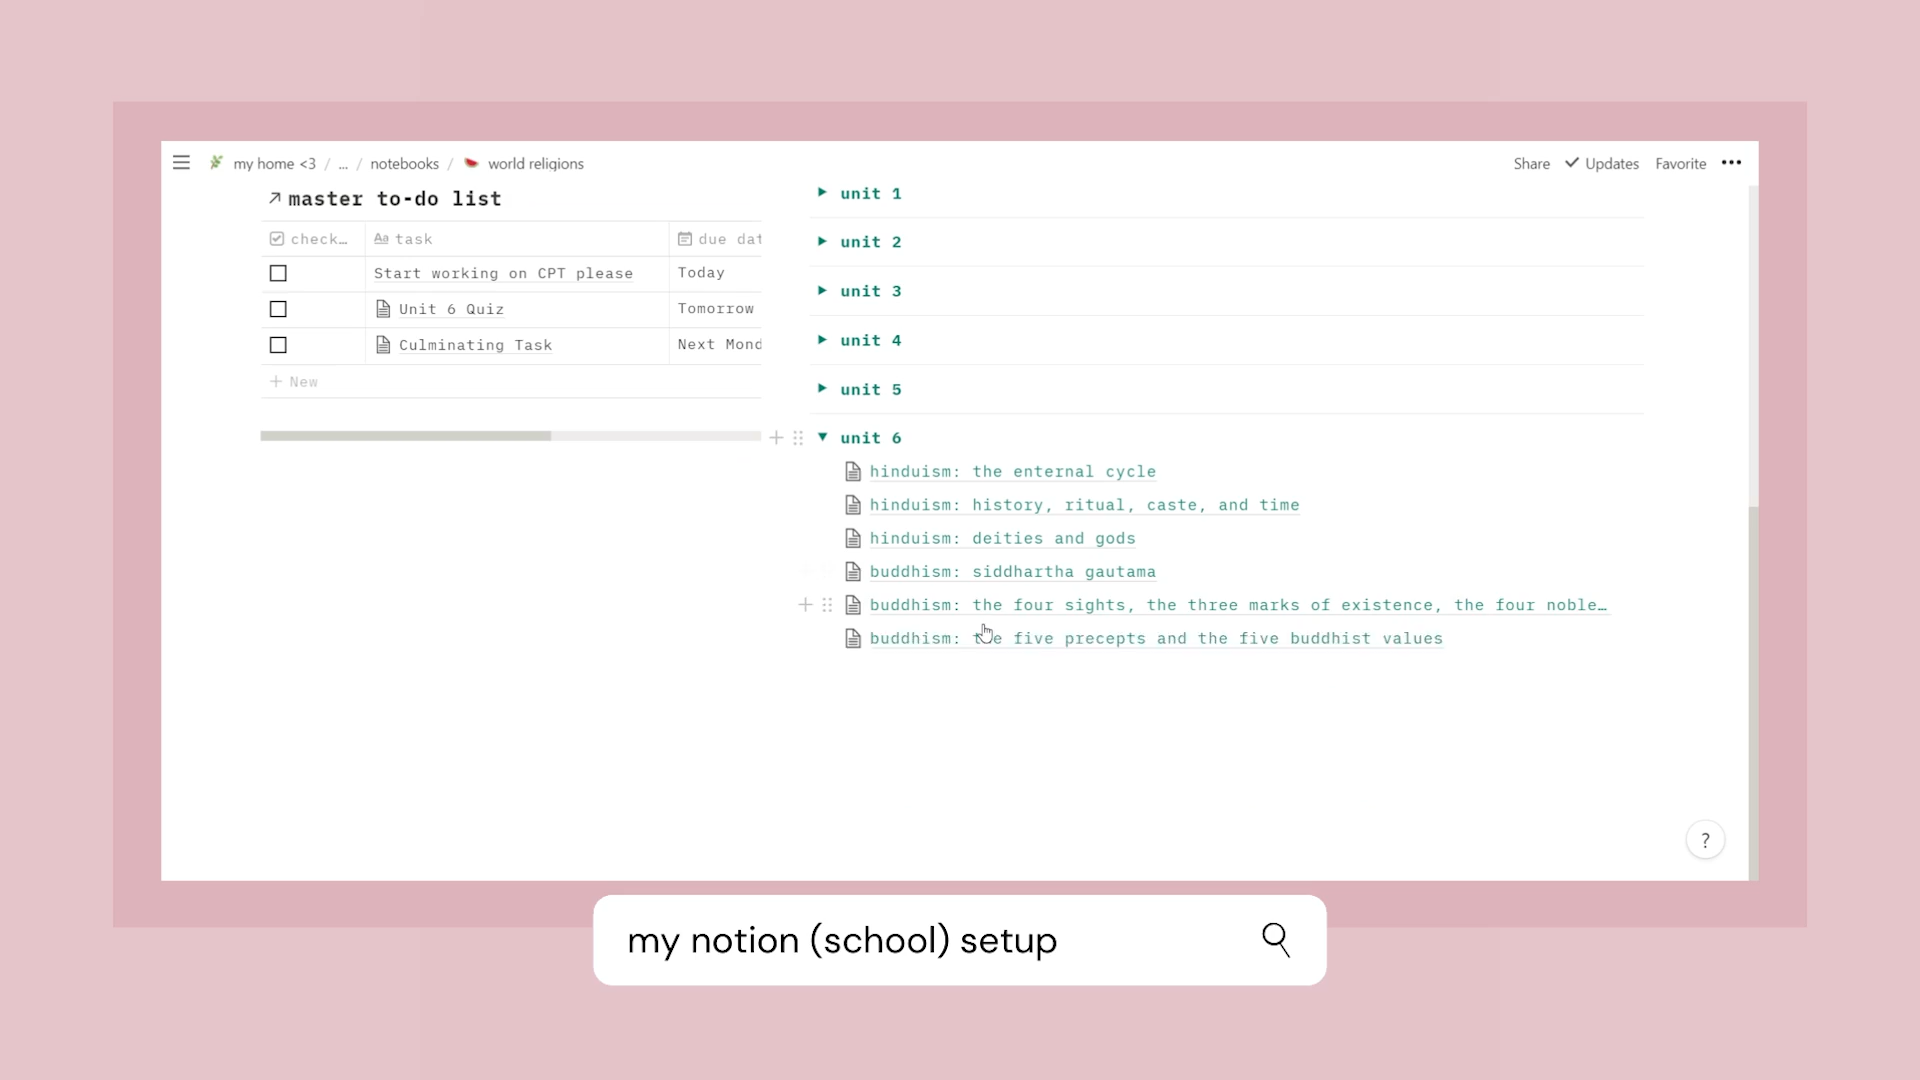 my home <3 / ... / notebooks / world religions
Share Updates Favorite •••
master to-do list
check… Aa task due dat
Start working on CPT please Today
Unit 6 Quiz Tomorrow
Culminating Task Next Mond
+ New
unit 1
unit 2
unit 3
unit 4
unit 5
unit 6
hinduism: the enternal cycle
hinduism: history, ritual, caste, and time
hinduism: deities and gods
buddhism: siddhartha gautama
buddhism: the four sights, the three marks of existence, the four noble…
buddhism: the five precepts and the five buddhist values
?
my notion (school) setup